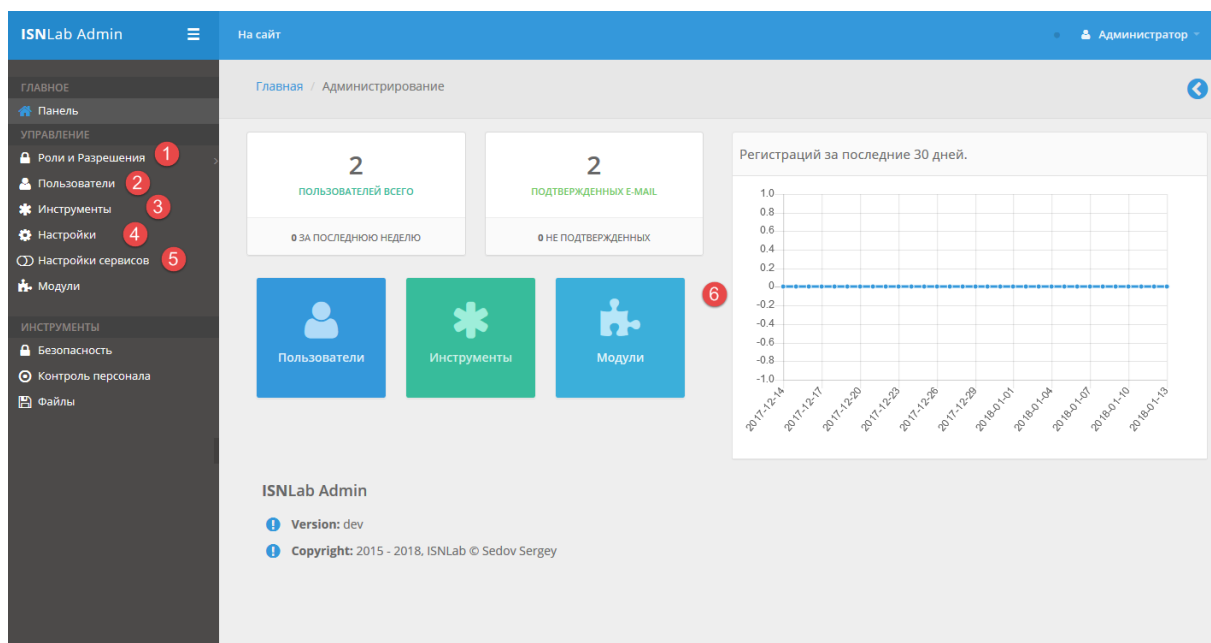 ISNLab Admin
На сайт
Администратор
ГЛАВНОЕ
Панель
УПРАВЛЕНИЕ
Роли и Разрешения 1
Пользователи 2
Инструменты 3
Настройки 4
Настройки сервисов 5
Модули
ИНСТРУМЕНТЫ
Безопасность
Контроль персонала
Файлы
Главная / Администрирование
2
ПОЛЬЗОВАТЕЛЕЙ ВСЕГО
0 ЗА ПОСЛЕДНЮЮ НЕДЕЛЮ
2
ПОДТВЕРЖДЕННЫХ E-MAIL
0 НЕ ПОДТВЕРЖДЕННЫХ
Пользователи
Инструменты
Модули
6
Регистраций за последние 30 дней.
1.0
0.8
0.6
0.4
0.2
0
-0.2
-0.4
-0.6
-0.8
-1.0
2017-12-14
2017-12-17
2017-12-20
2017-12-23
2017-12-26
2017-12-29
2018-01-01
2018-01-04
2018-01-07
2018-01-10
2018-01-13
ISNLab Admin
Version: dev
Copyright: 2015 - 2018, ISNLab © Sedov Sergey